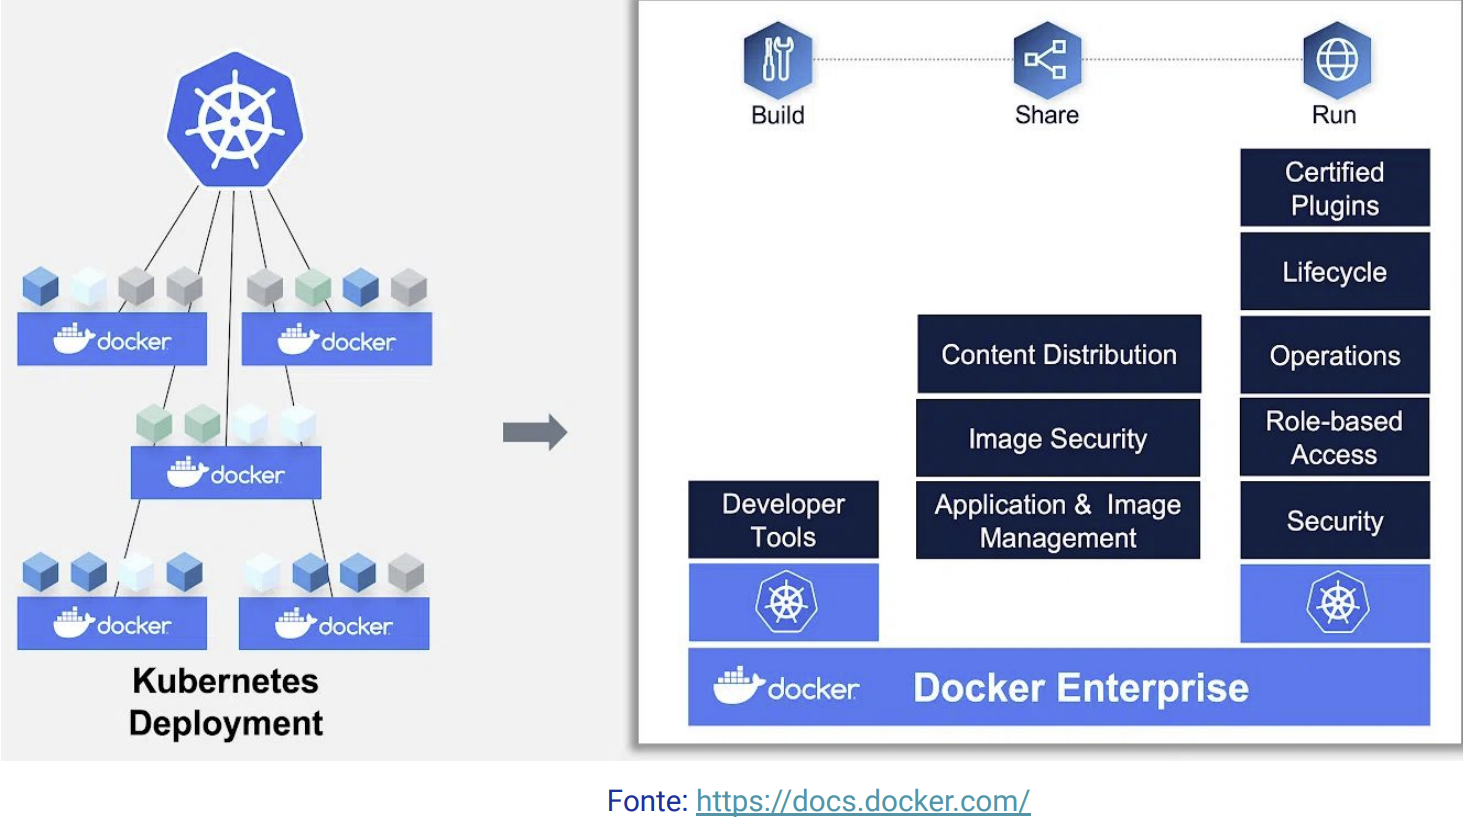 docker
docker
docker
docker
docker
Kubernetes
Deployment
Build
Share
Run
Developer
Tools
Content Distribution
Image Security
Application & Image
Management
Certified
Plugins
Lifecycle
Operations
Role-based
Access
Security
docker
Docker Enterprise
Fonte: https://docs.docker.com/